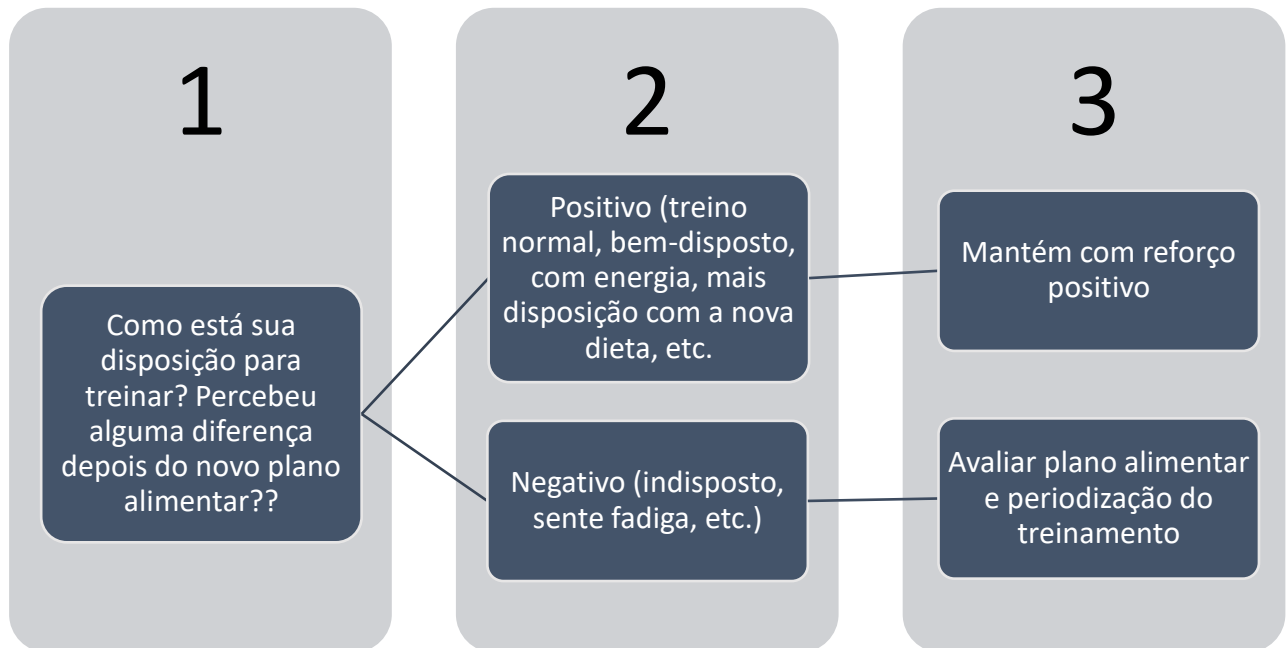 1
Como está sua
disposição para
treinar? Percebeu
alguma diferença
depois do novo plano
alimentar??
2
Positivo (treino
normal, bem-disposto,
com energia, mais
disposição com a nova
dieta, etc.
Negativo (indisposto,
sente fadiga, etc.)
3
Mantém com reforço
positivo
Avaliar plano alimentar
e periodização do
treinamento